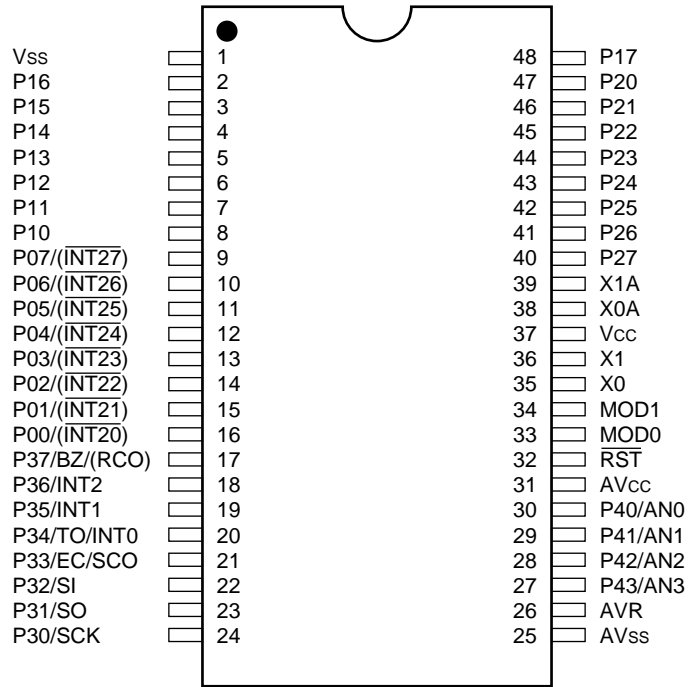 Vss 1 48 P17
P16 2 47 P20
P15 3 46 P21
P14 4 45 P22
P13 5 44 P23
P12 6 43 P24
P11 7 42 P25
P10 8 41 P26
P07/(INT27) 9 40 P27
P06/(INT26) 10 39 X1A
P05/(INT25) 11 38 X0A
P04/(INT24) 12 37 Vcc
P03/(INT23) 13 36 X1
P02/(INT22) 14 35 X0
P01/(INT21) 15 34 MOD1
P00/(INT20) 16 33 MOD0
P37/BZ/(RCO) 17 32 RST
P36/INT2 18 31 AVcc
P35/INT1 19 30 P40/AN0
P34/TO/INT0 20 29 P41/AN1
P33/EC/SCO 21 28 P42/AN2
P32/SI 22 27 P43/AN3
P31/SO 23 26 AVR
P30/SCK 24 25 AVss